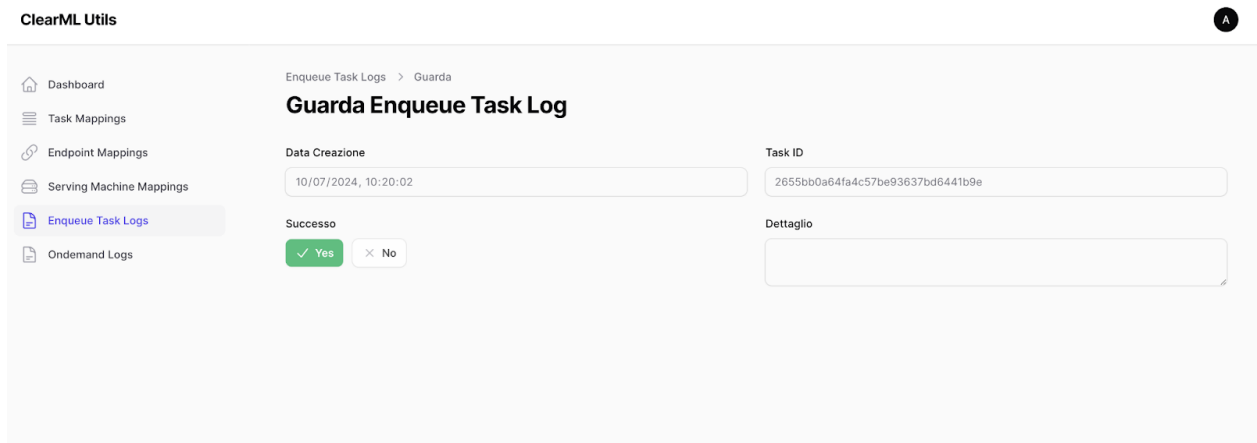 ClearML Utils
A
Dashboard
Task Mappings
Endpoint Mappings
Serving Machine Mappings
Enqueue Task Logs
Ondemand Logs
Enqueue Task Logs > Guarda
Guarda Enqueue Task Log
Data Creazione
10/07/2024, 10:20:02
Task ID
2655bb0a64fa4c57be93637bd6441b9e
Successo
Yes
No
Dettaglio